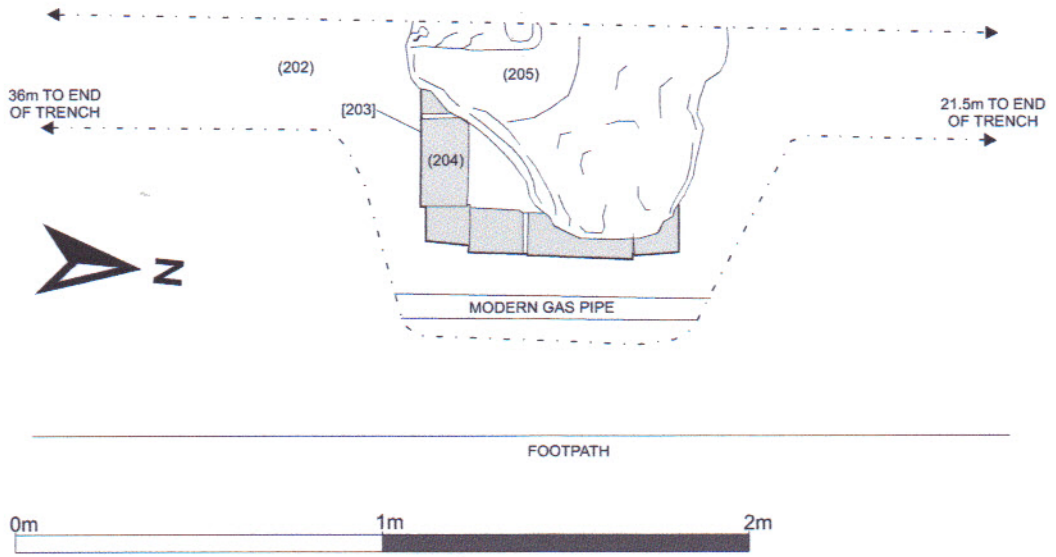 (202)
(205)
36m TO END
OF TRENCH
[203]
21.5m TO END
OF TRENCH
(204)
N
MODERN GAS PIPE
FOOTPATH
0m
1m
2m